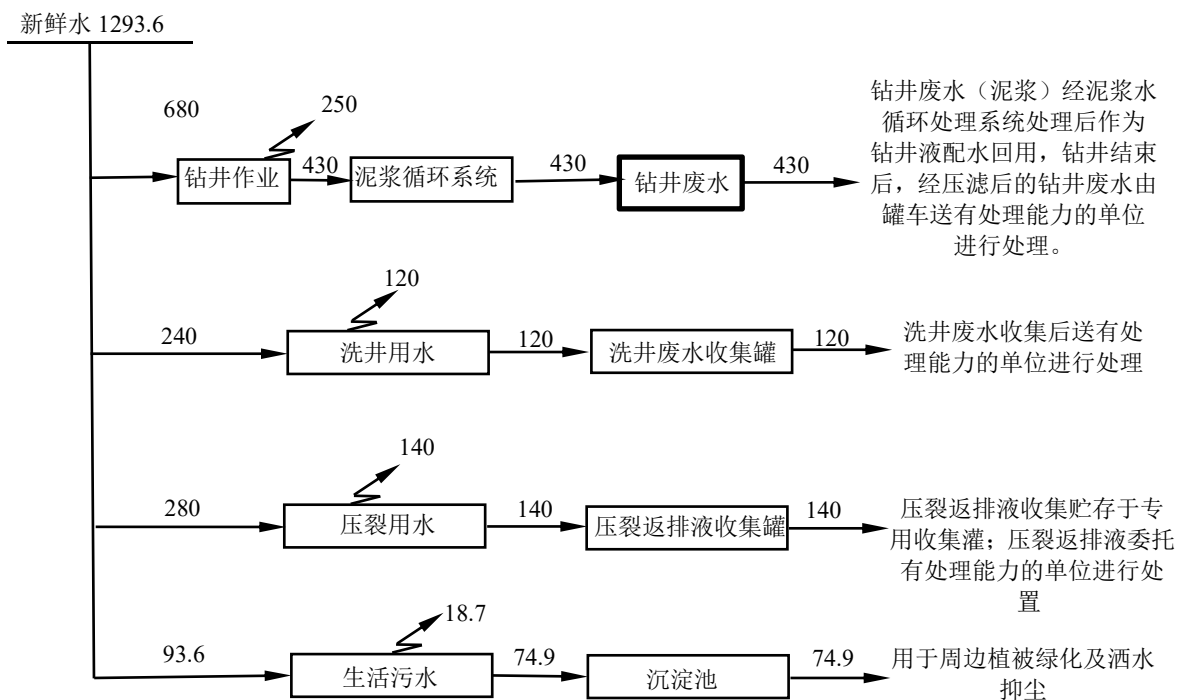 新鲜水 1293.6
680
250
钻井作业
430
泥浆循环系统
430
钻井废水
430
钻井废水（泥浆）经泥浆水
循环处理系统处理后作为
钻井液配水回用，钻井结束
后，经压滤后的钻井废水由
罐车送有处理能力的单位
进行处理。
240
120
洗井用水
120
洗井废水收集罐
120
洗井废水收集后送有处
理能力的单位进行处理
280
140
压裂用水
140
压裂返排液收集罐
140
压裂返排液收集贮存于专
用收集灌；压裂返排液委托
有处理能力的单位进行处
置
93.6
18.7
生活污水
74.9
沉淀池
74.9
用于周边植被绿化及洒水
抑尘